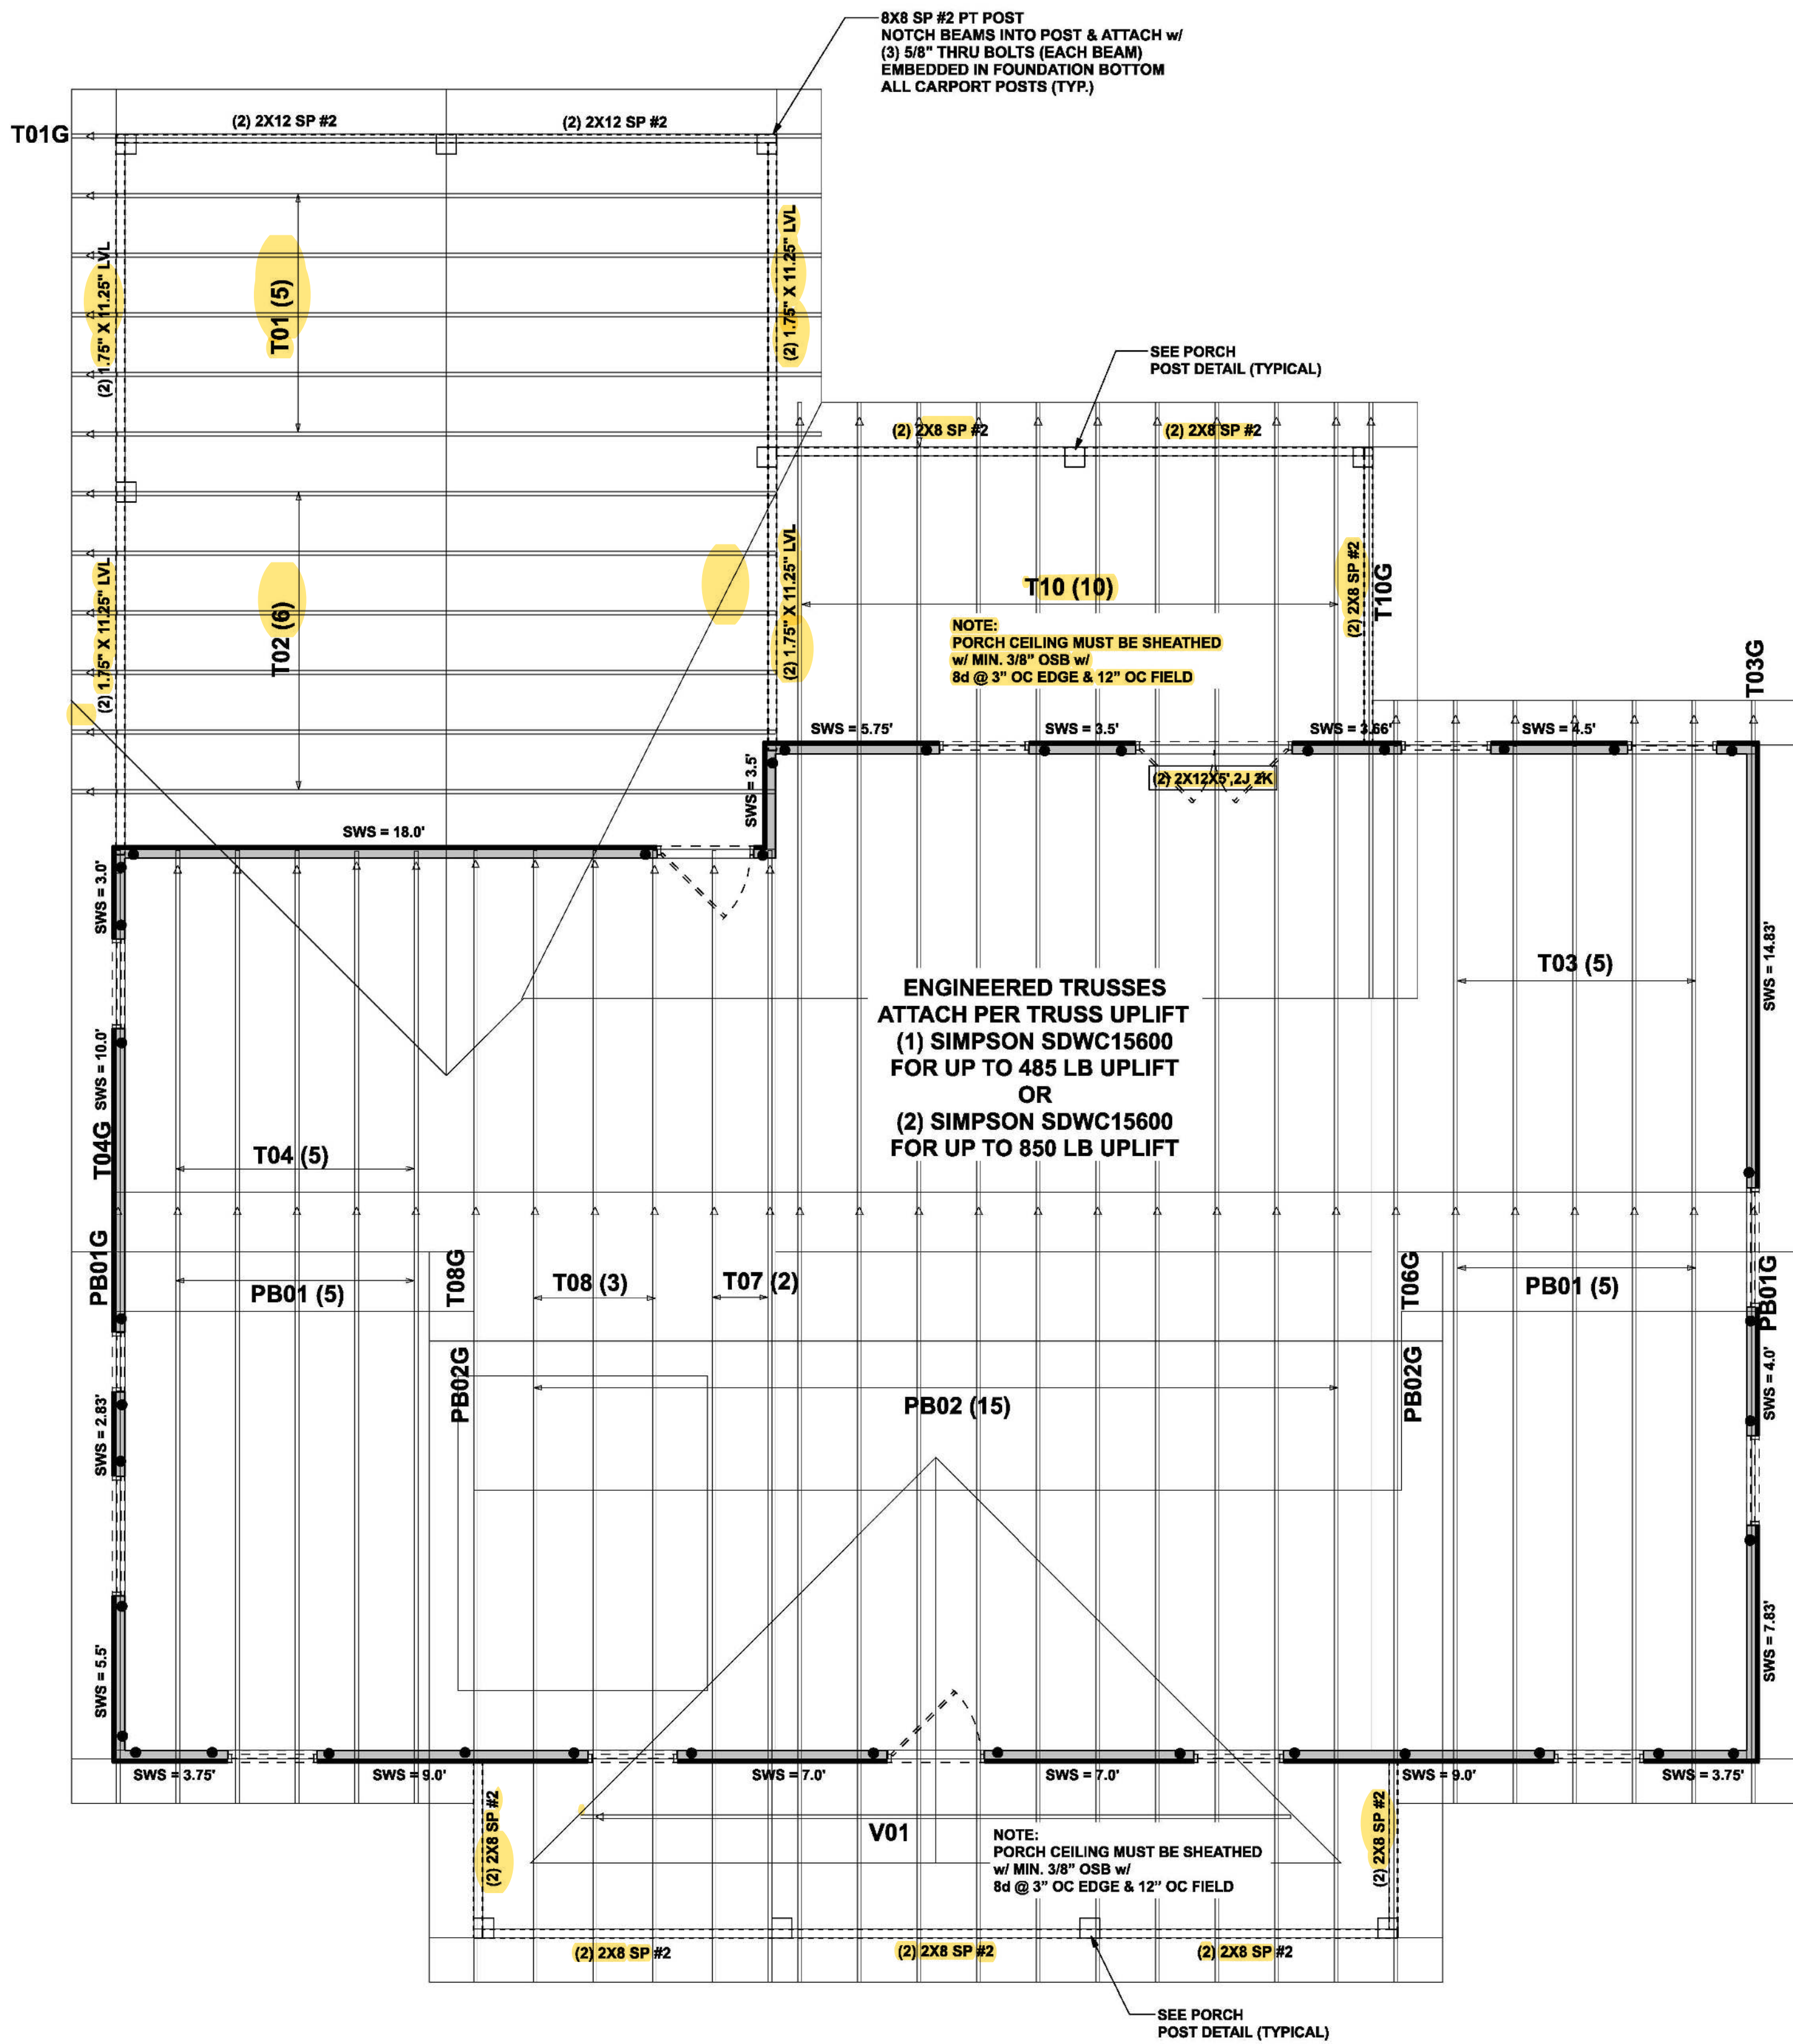 8X8 SP #2 PT POST
NOTCH BEAMS INTO POST & ATTACH w/
(3) 5/8" THRU BOLTS (EACH BEAM)
EMBEDDED IN FOUNDATION BOTTOM
ALL CARPORT POSTS (TYP.)
(2) 2X12 SP #2
(2) 2X12 SP #2
T01G
(2) 1.75" X 11.25" LVL
T01 (5)
(2) 1.75" X 11.25" LVL
SEE PORCH
POST DETAIL (TYPICAL)
(2) 2X8 SP #2
(2) 2X8 SP #2
(2) 1.75" X 11.25" LVL
T02 (6)
(2) 1.75" X 11.25" LVL
T10 (10)
(2) 2X8 SP #2
T10G
NOTE:
PORCH CEILING MUST BE SHEATHED
w/ MIN. 3/8" OSB w/
8d @ 3" OC EDGE & 12" OC FIELD
T03G
SWS = 5.75'
SWS = 3.5'
SWS = 3.66'
SWS = 4.5'
SWS = 3.5'
(2) 2X12X5',2J 2K
SWS = 18.0'
SWS = 3.0'
T03 (5)
SWS = 14.83'
ENGINEERED TRUSSES
ATTACH PER TRUSS UPLIFT
(1) SIMPSON SDWC15600
FOR UP TO 485 LB UPLIFT
OR
(2) SIMPSON SDWC15600
FOR UP TO 850 LB UPLIFT
SWS = 10.0'
T04G
T04 (5)
PB01G
PB01 (5)
T08G
T08 (3)
T07 (2)
T06G
PB01 (5)
PB01G
PB02G
PB02 (15)
PB02G
SWS = 4.0'
SWS = 2.83'
SWS = 5.5'
SWS = 7.83'
SWS = 3.75'
SWS = 9.0'
SWS = 7.0'
SWS = 7.0'
SWS = 9.0'
SWS = 3.75'
(2) 2X8 SP #2
V01
(2) 2X8 SP #2
NOTE:
PORCH CEILING MUST BE SHEATHED
w/ MIN. 3/8" OSB w/
8d @ 3" OC EDGE & 12" OC FIELD
(2) 2X8 SP #2
(2) 2X8 SP #2
(2) 2X8 SP #2
SEE PORCH
POST DETAIL (TYPICAL)